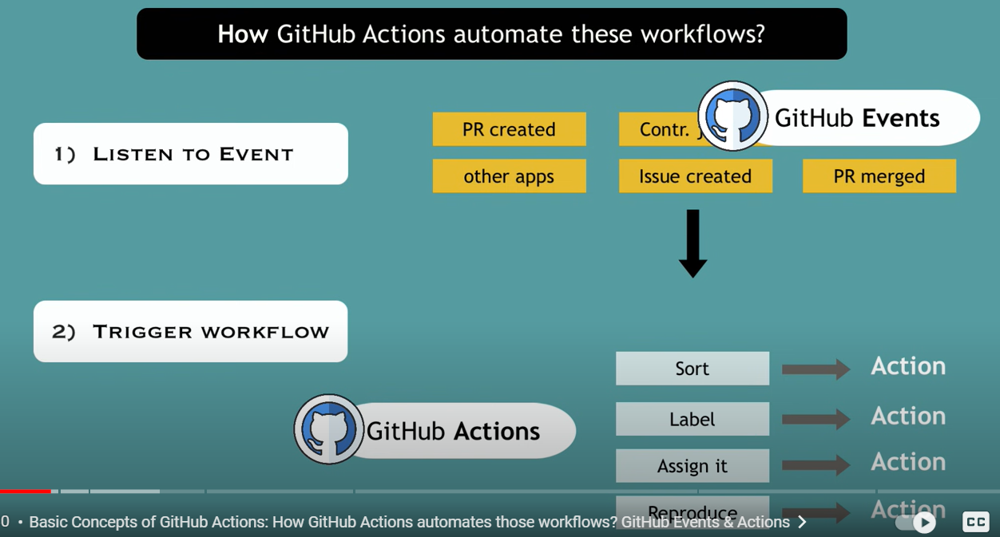 How GitHub Actions automate these workflows?
1) LISTEN TO EVENT
PR created
Contr.
GitHub Events
other apps
Issue created
PR merged
2) TRIGGER WORKFLOW
Sort
Action
Label
Action
GitHub Actions
Assign it
Action
Reproduce
Action
0 • Basic Concepts of GitHub Actions: How GitHub Actions automates those workflows? GitHub Events & Actions
CC